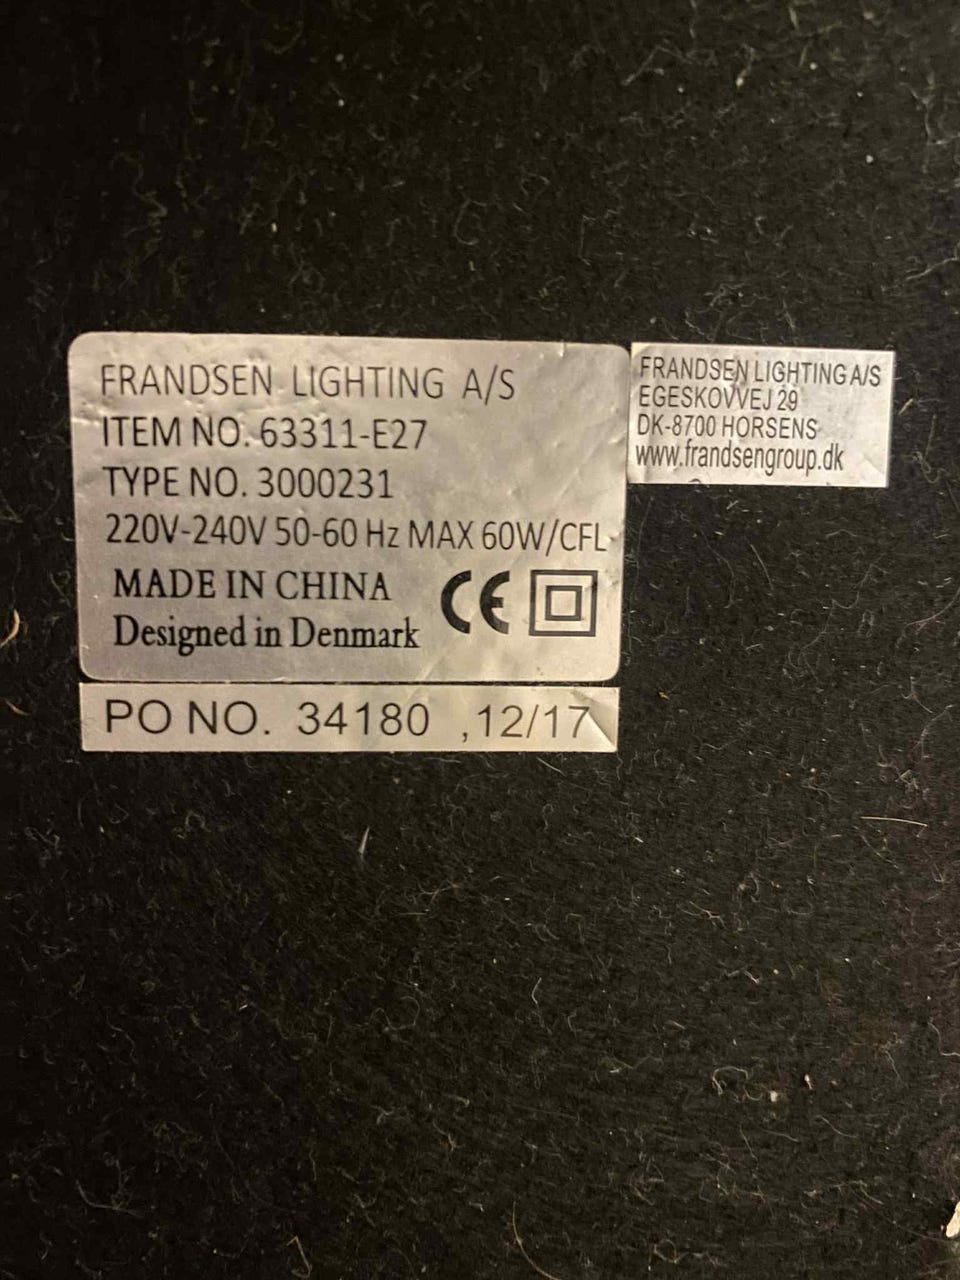 FRANDSEN LIGHTING A/S
ITEM NO. 63311-E27
TYPE NO. 3000231
220V-240V 50-60 Hz MAX 60W/CFL
MADE IN CHINA
Designed in Denmark
CE
PO NO. 34180 ,12/17
FRANDSEN LIGHTING A/S
EGESKOVVEJ 29
DK-8700 HORSENS
www.frandsengroup.dk